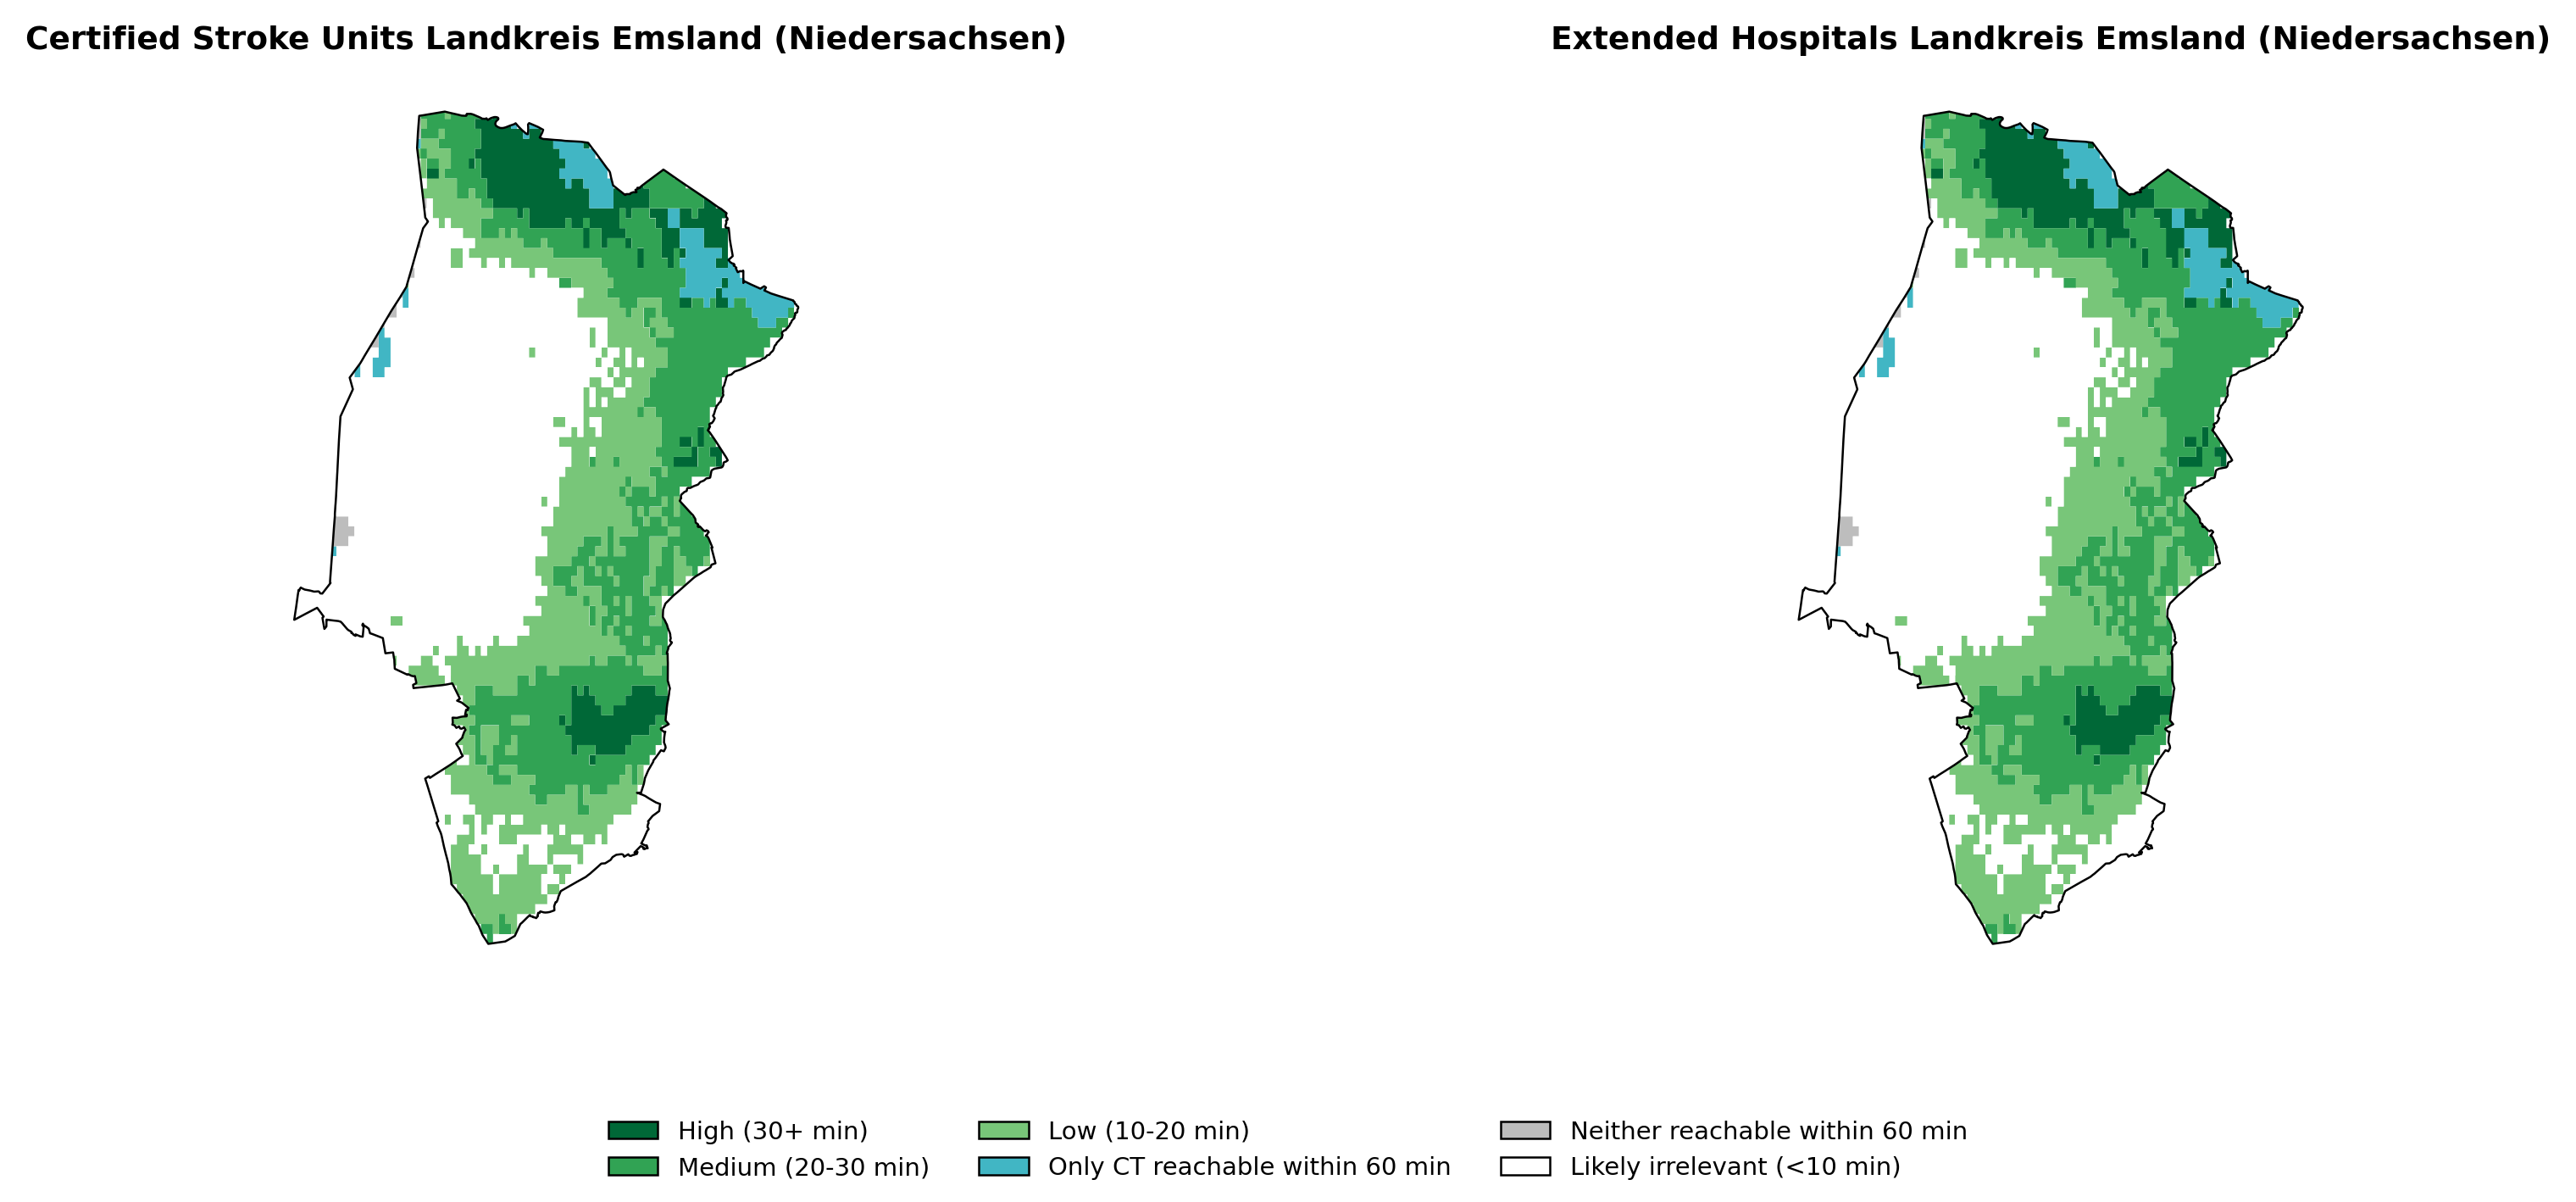 Certified Stroke Units Landkreis Emsland (Niedersachsen)
Extended Hospitals Landkreis Emsland (Niedersachsen)
High (30+ min)
Medium (20-30 min)
Low (10-20 min)
Only CT reachable within 60 min
Neither reachable within 60 min
Likely irrelevant (<10 min)